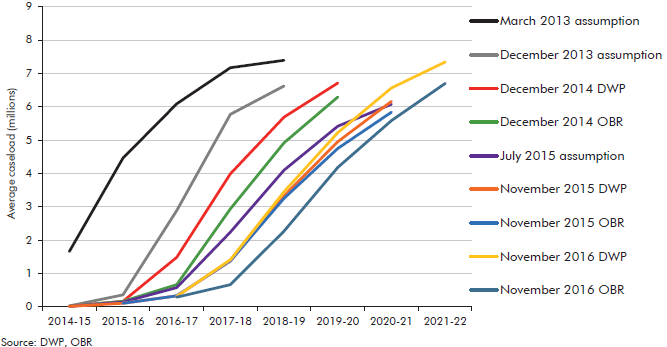 9
8
7
6
5
4
3
2
1
0
Average caseload (millions)
2014-15 2015-16 2016-17 2017-18 2018-19 2019-20 2020-21 2021-22
March 2013 assumption
December 2013 assumption
December 2014 DWP
December 2014 OBR
July 2015 assumption
November 2015 DWP
November 2015 OBR
November 2016 DWP
November 2016 OBR
Source: DWP, OBR